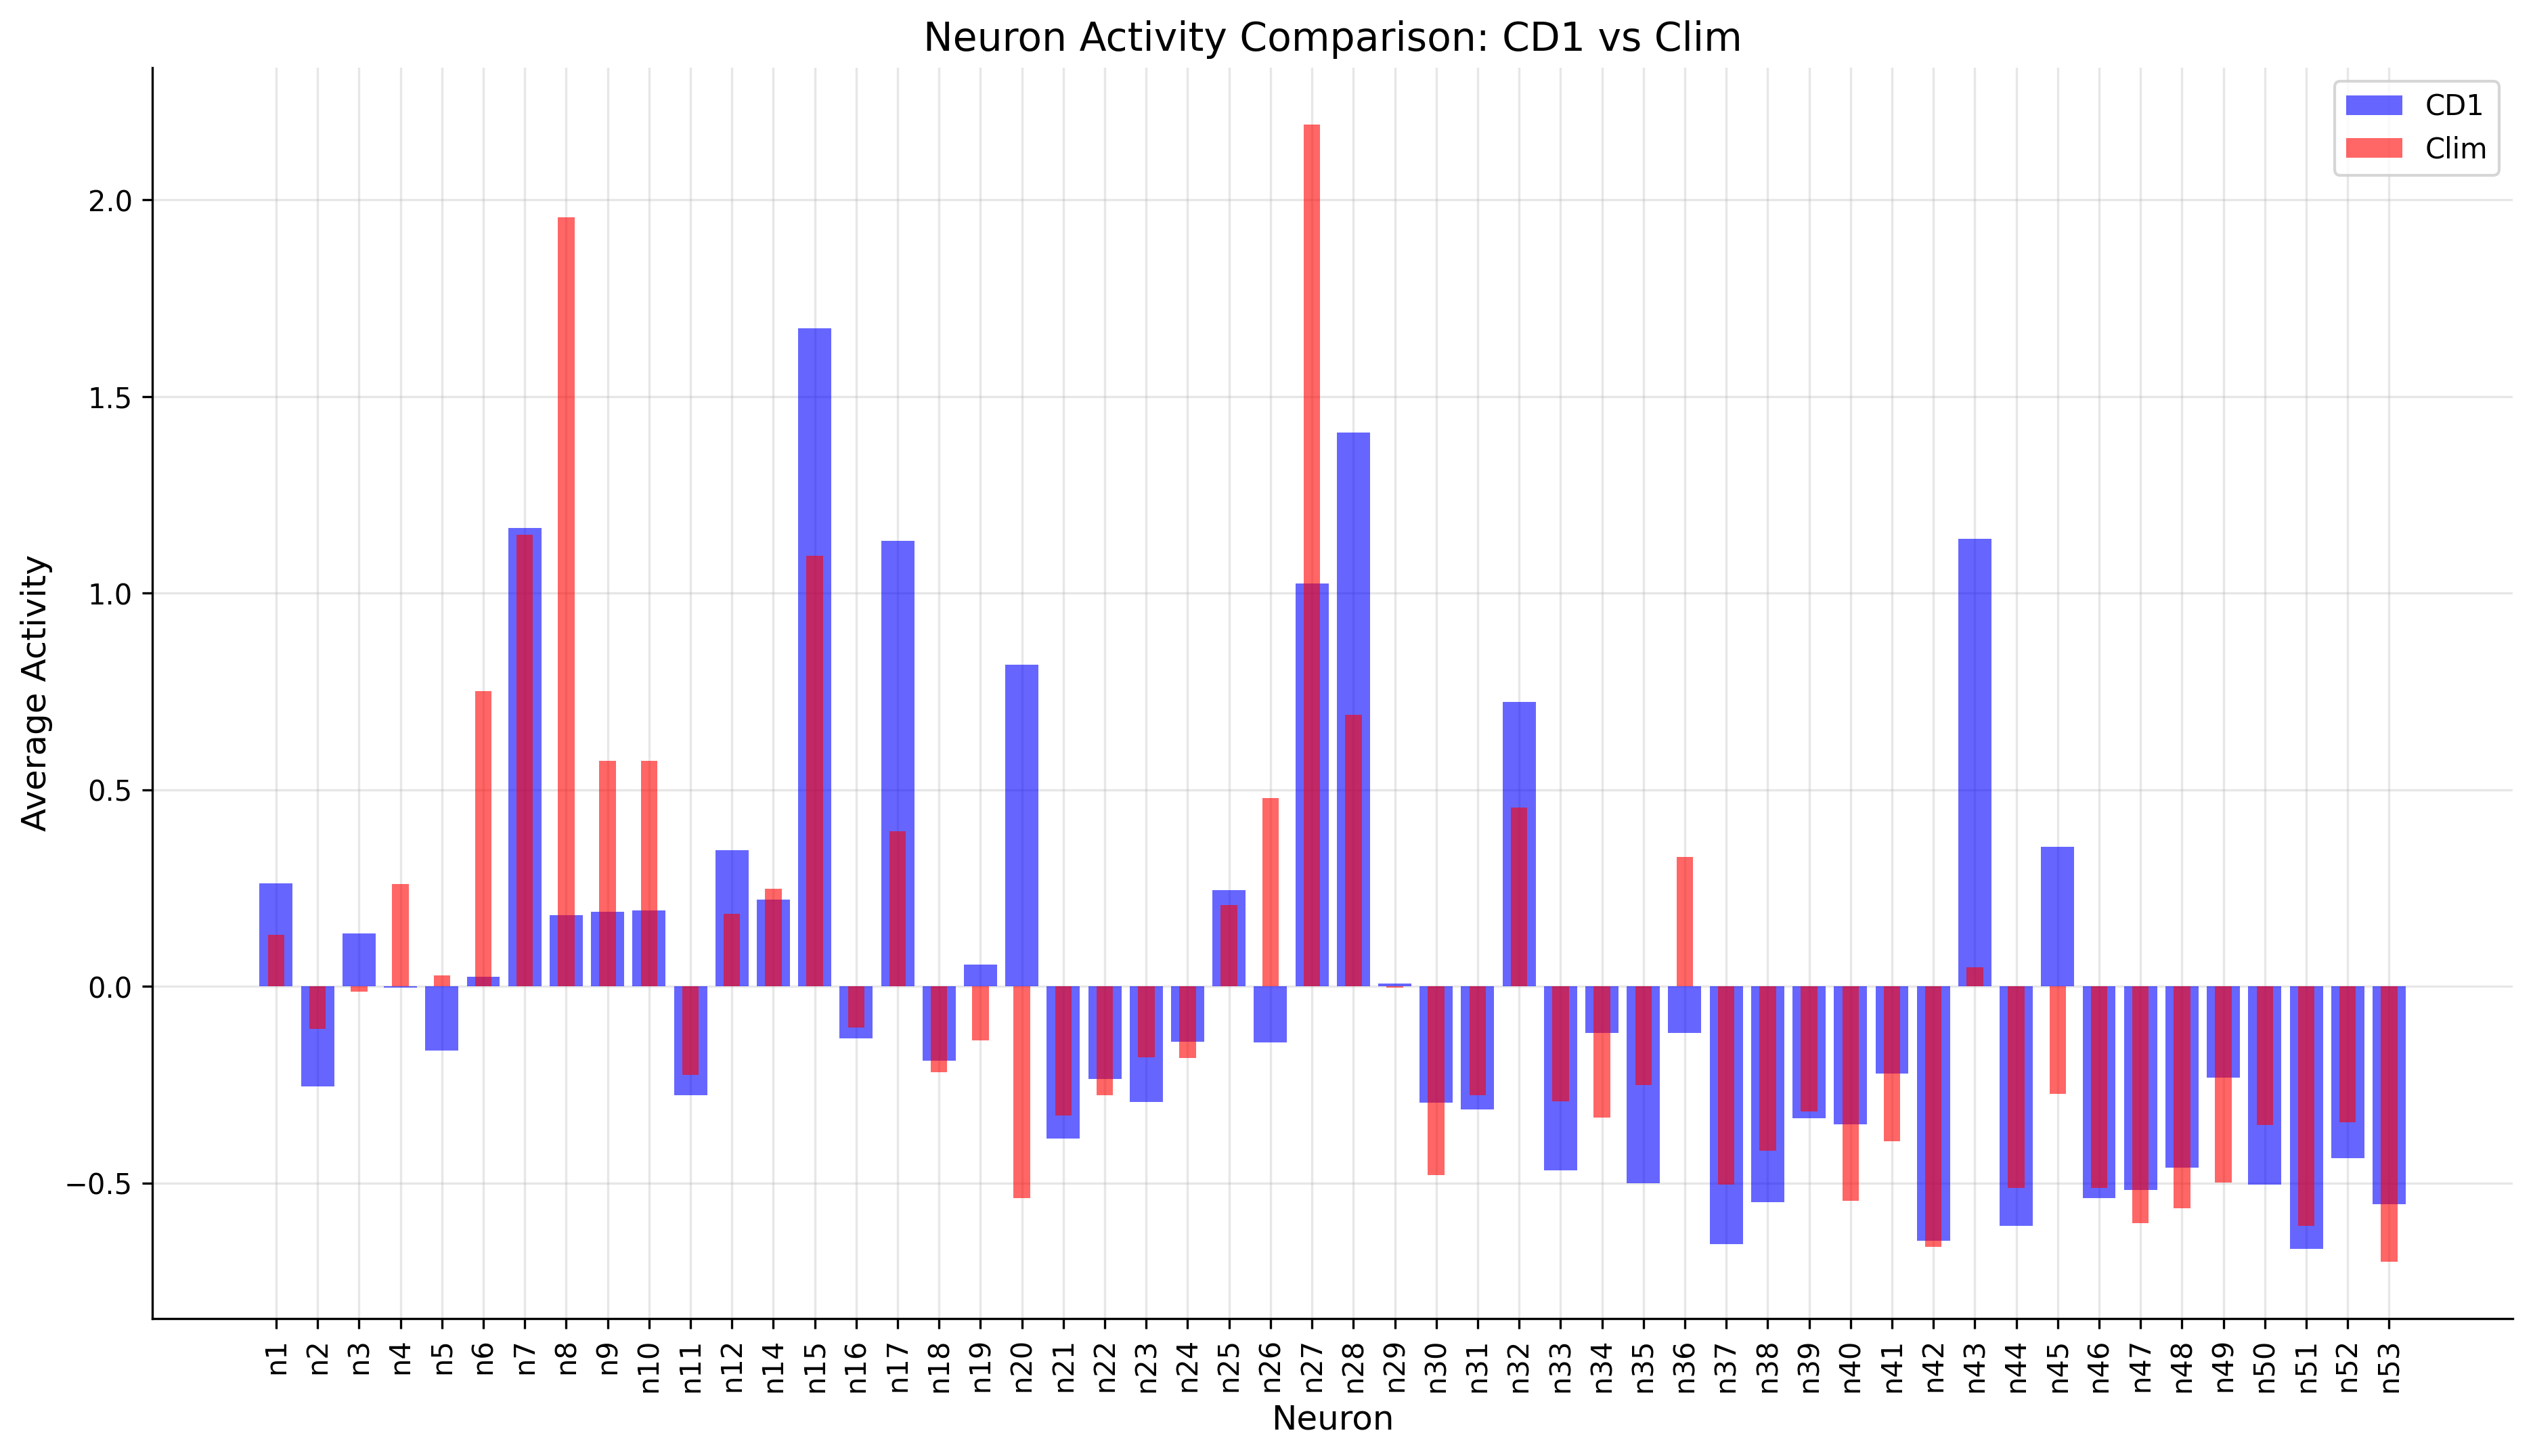 Neuron Activity Comparison: CD1 vs Clim
CD1
Clim
Average Activity
2.0
1.5
1.0
0.5
0.0
−0.5
n1 n2 n3 n4 n5 n6 n7 n8 n9 n10 n11 n12 n14 n15 n16 n17 n18 n19 n20 n21 n22 n23 n24 n25 n26 n27 n28 n29 n30 n31 n32 n33 n34 n35 n36 n37 n38 n39 n40 n41 n42 n43 n44 n45 n46 n47 n48 n49 n50 n51 n52 n53
Neuron